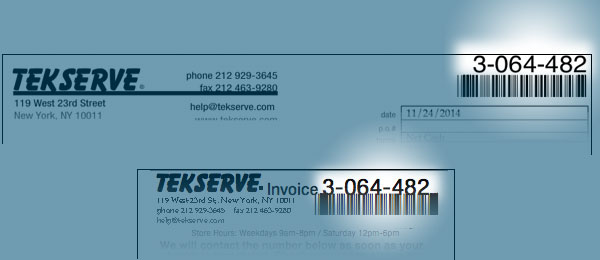 3-064-482
TEKSERVE®
phone 212 929-3645
fax 212 463-9280
119 West 23rd Street
New York, NY 10011
help@tekserve.com
www.tekserve.com
date 11/24/2014
p.o.#
terms Net Cash
TEKSERVE. Invoice 3-064-482
119 West 23rd St, New York, NY 10011
phone 212 929-3645 fax 212 463-9280
help@tekserve.com
Store Hours: Weekdays 9am-8pm / Saturday 12pm-6pm
We will contact the number below as soon as your